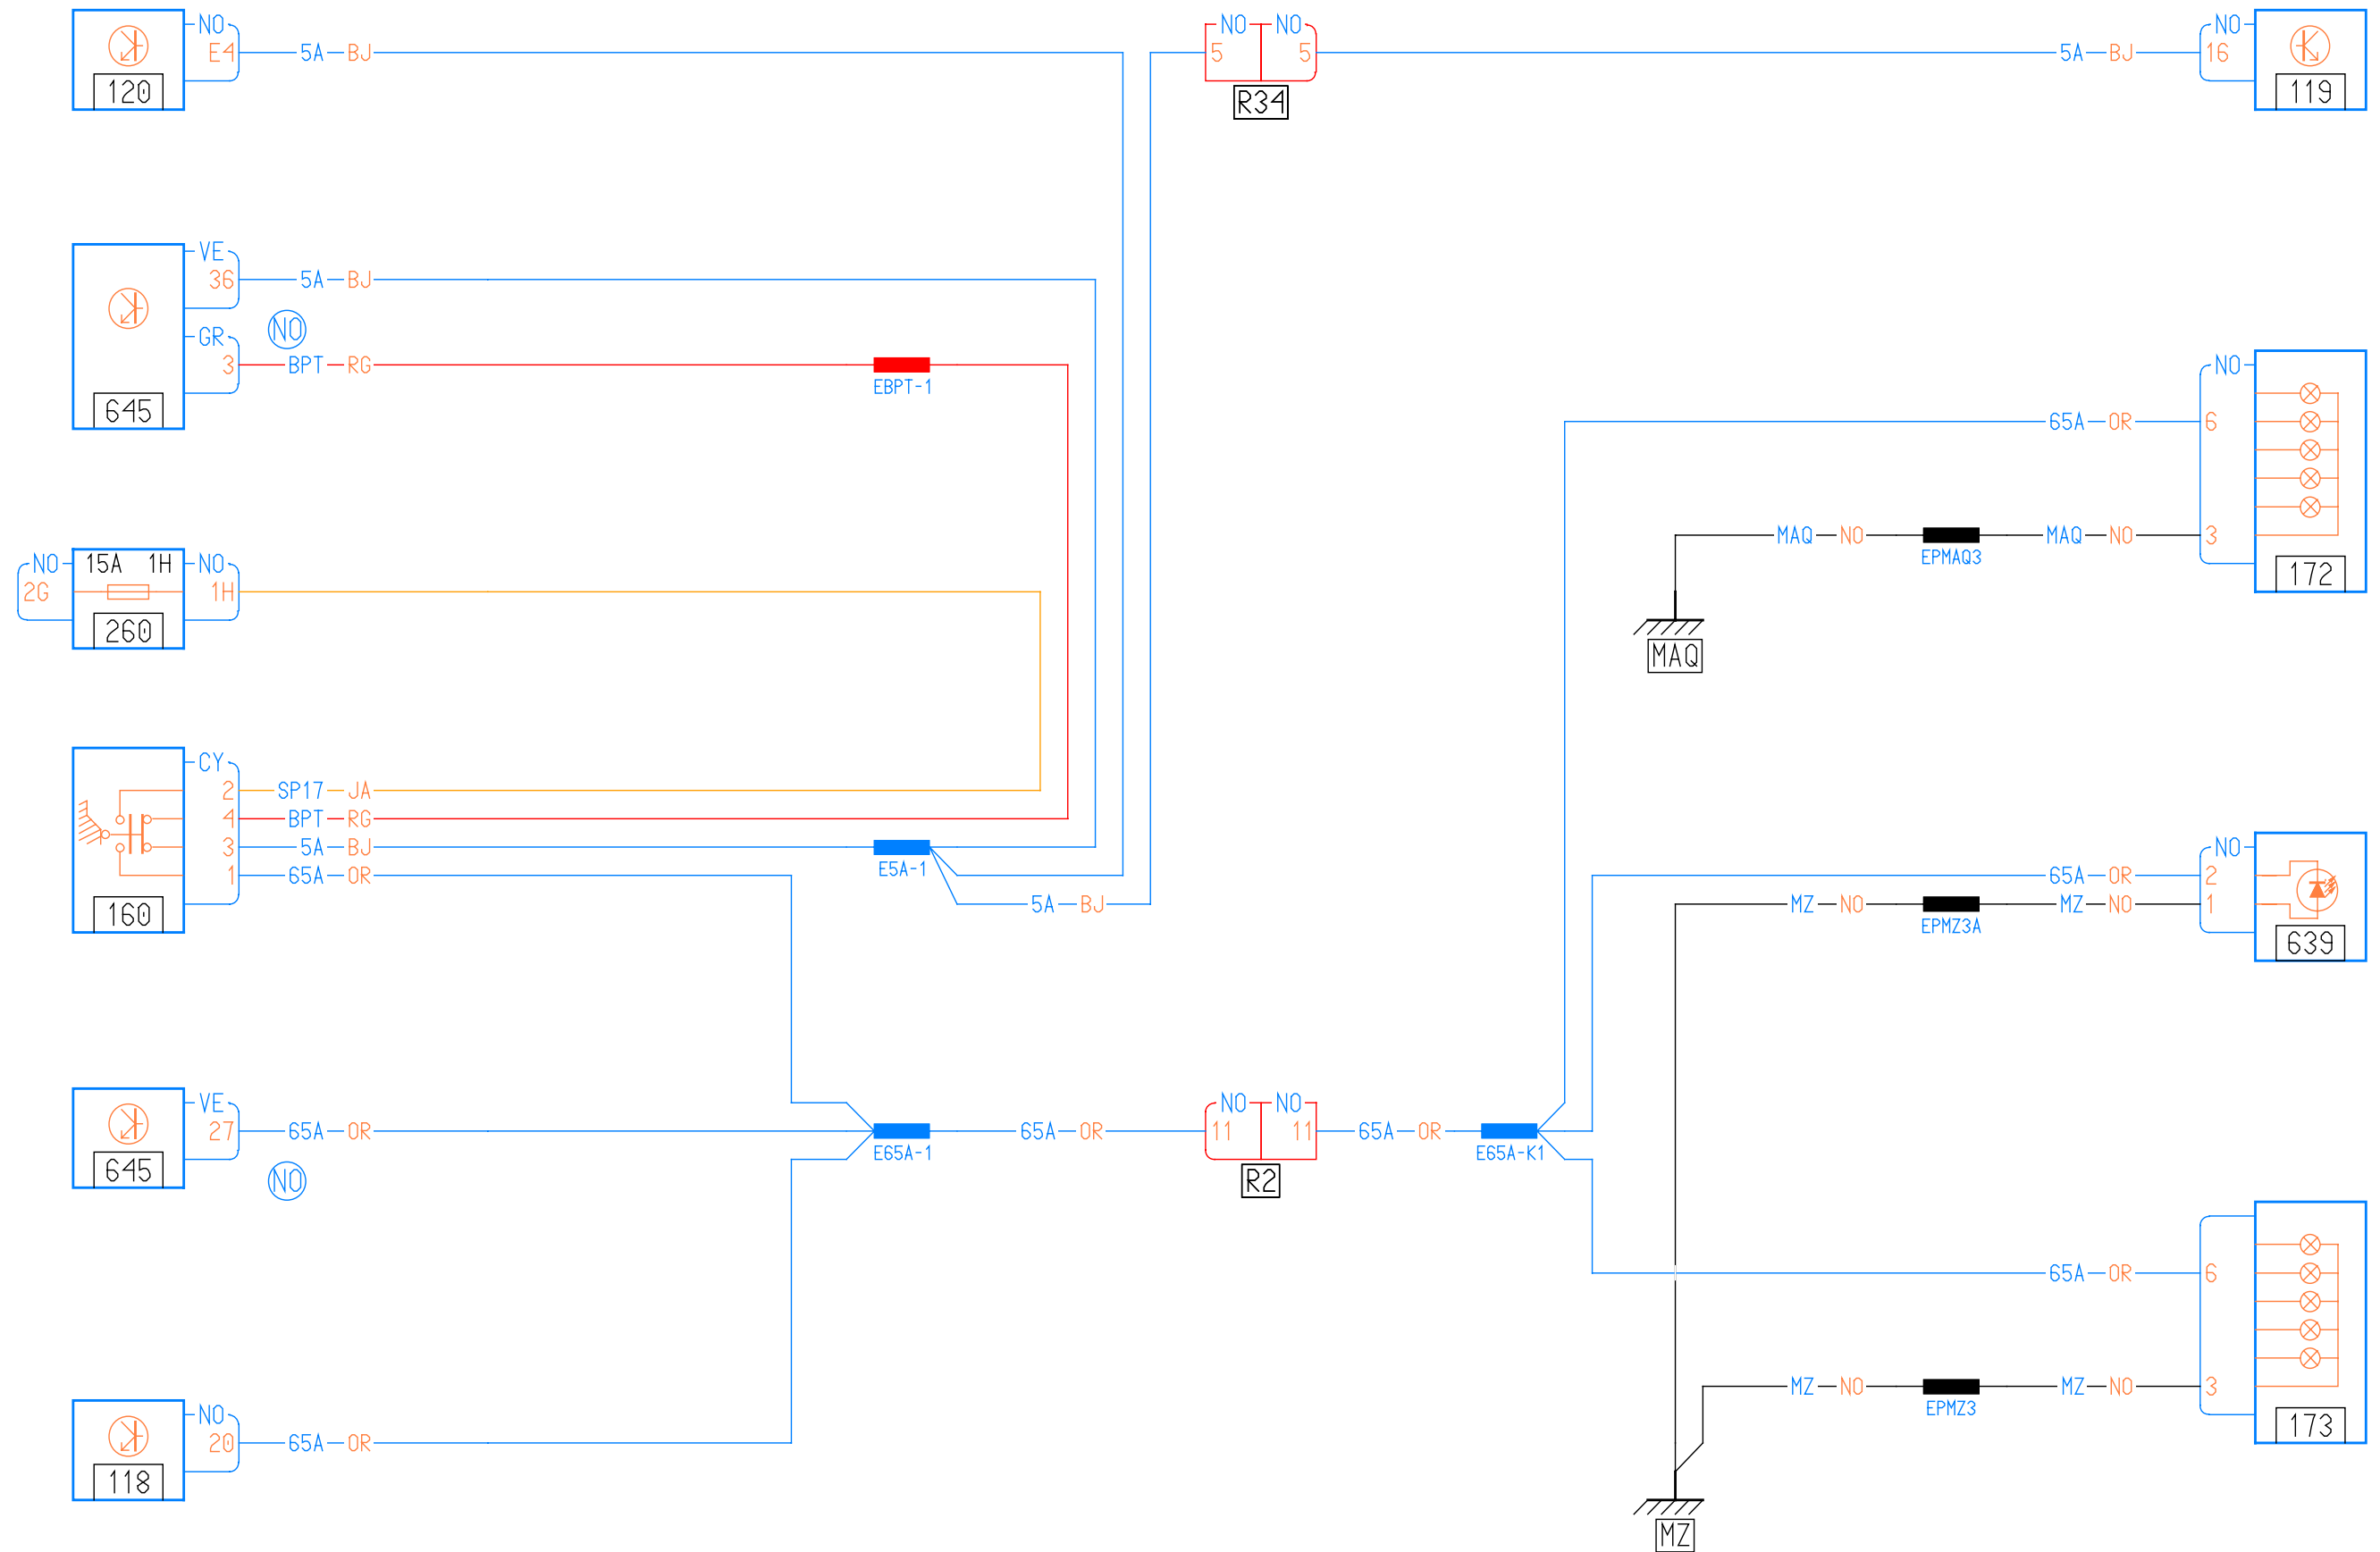 NO
E4 5A BJ
120
NO NO
5 5
R34
5A BJ 16
NO
119
VE
36 5A BJ
NO
GR
3 BPT RG
EBPT-1
645
NO
65A OR 6
MAQ NO MAQ NO 3
EPMAQ3
172
MAQ
NO 15A 1H NO
2G 1H
260
CY
2 SP17 JA
4 BPT RG
3 5A BJ
E5A-1
1 65A OR
5A BJ
160
NO
65A OR 2
MZ NO MZ NO 1
EPMZ3A
639
VE
27 65A OR
E65A-1
65A OR
NO NO
11 11
R2
65A OR
E65A-K1
645
NO
65A OR 6
MZ NO MZ NO 3
EPMZ3
173
NO
20 65A OR
118
MZ